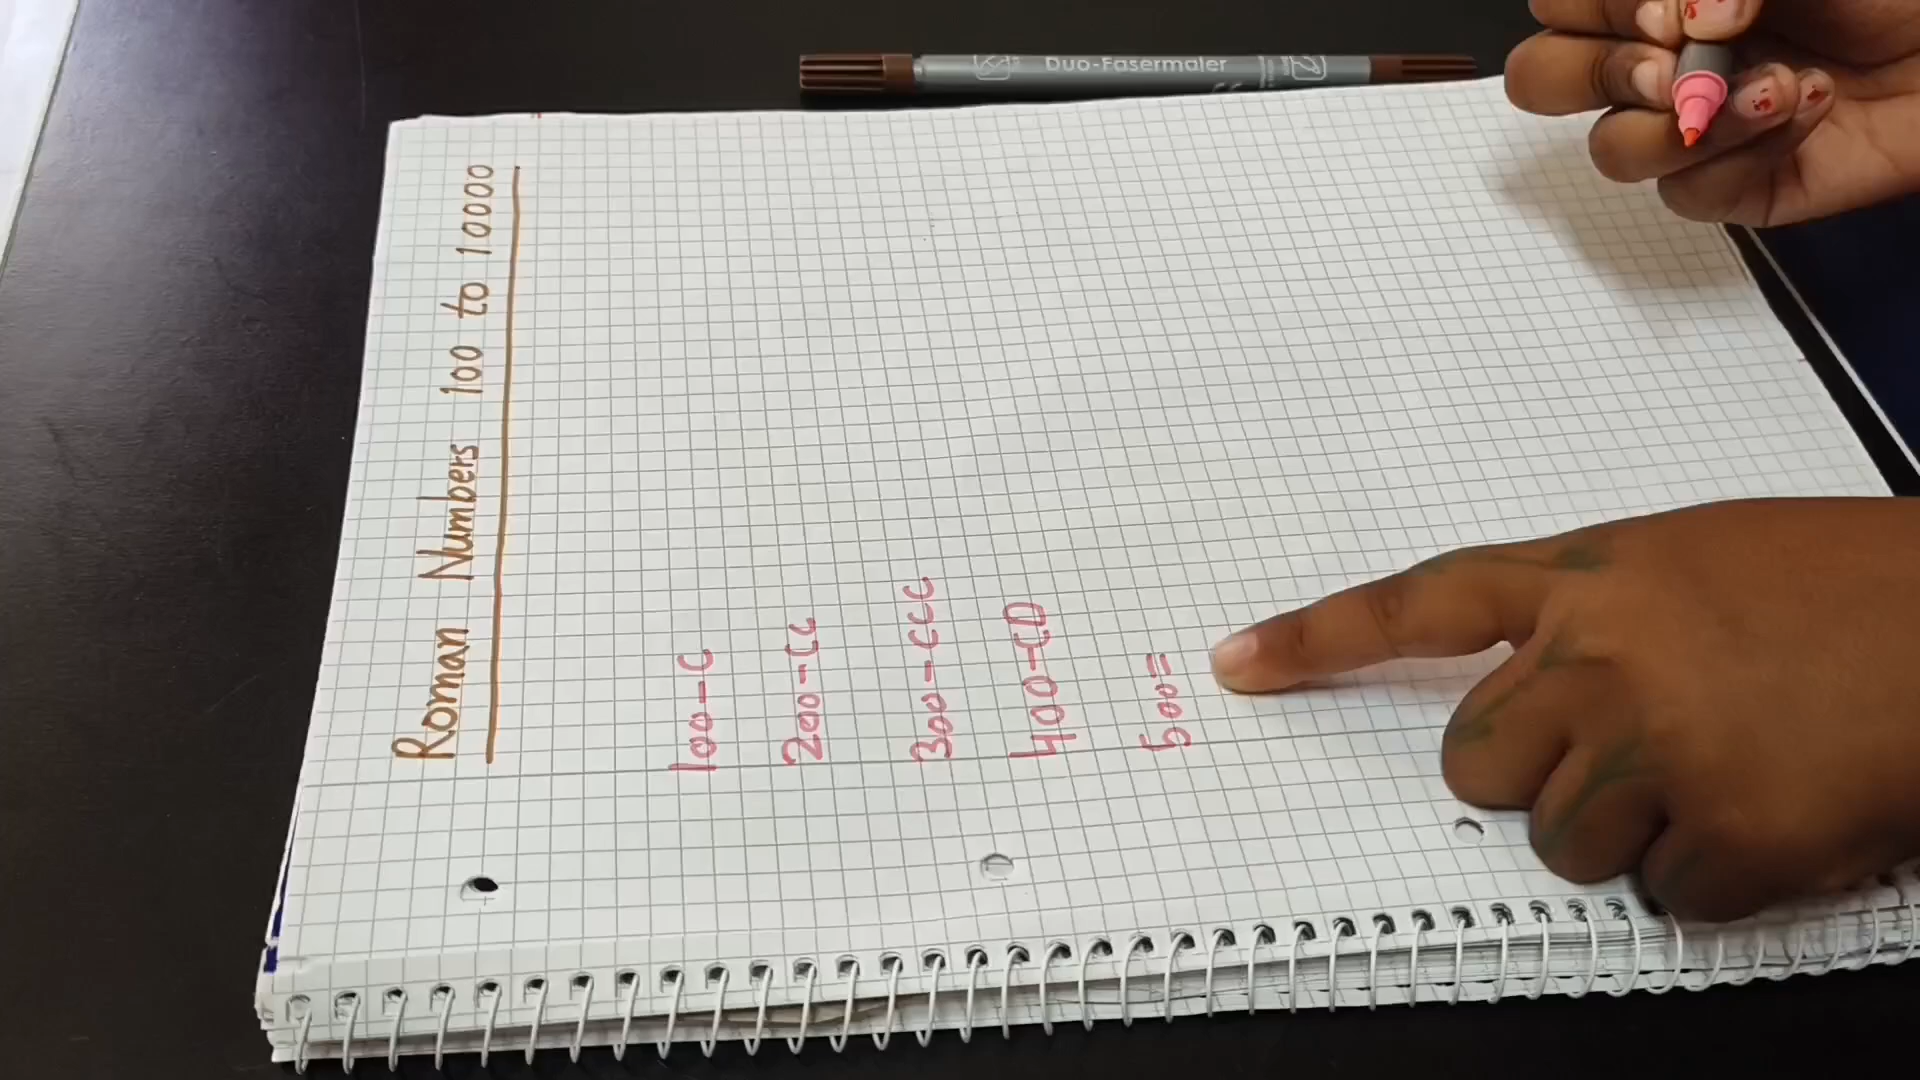 Duo-Fasermaler
Roman Numbers 100 to 10000
100-C
200-CC
300-CCC
400-CD
500=